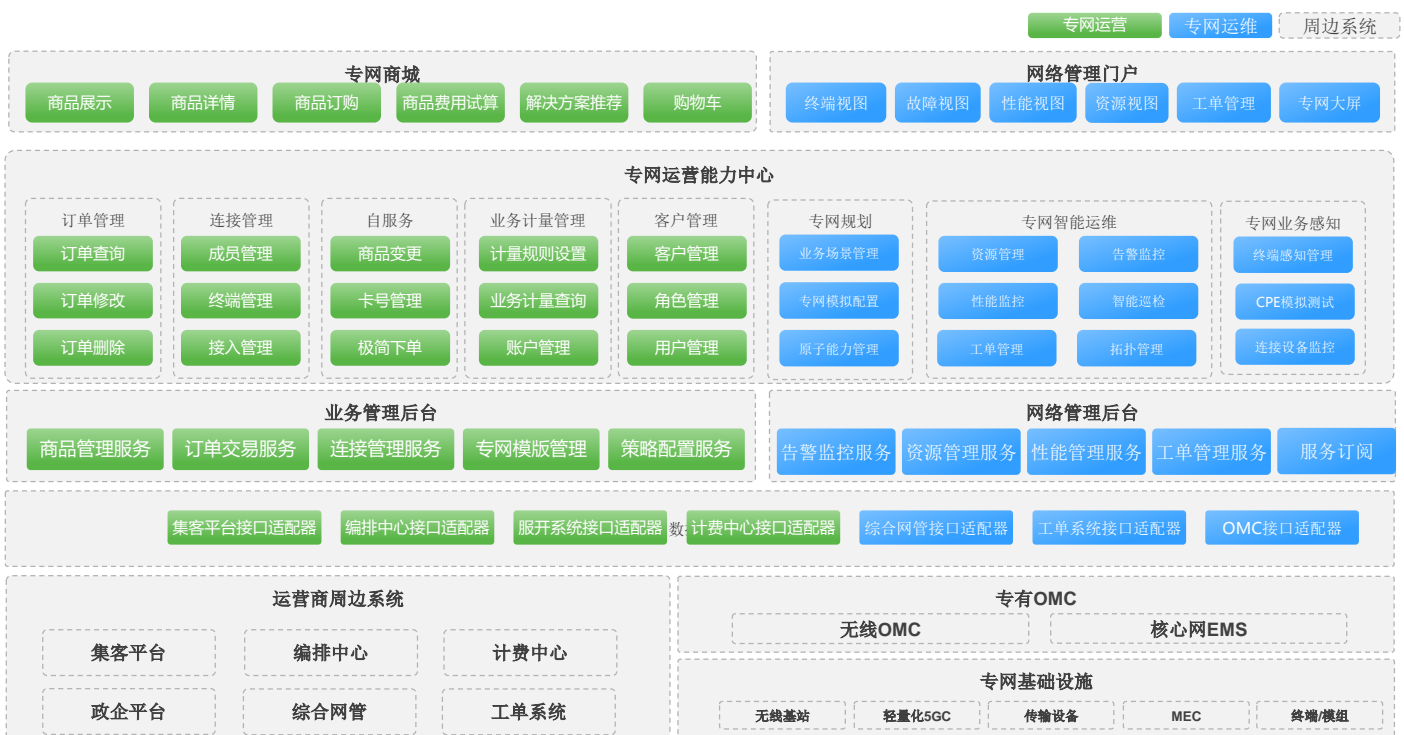 专网运营 专网运维 周边系统
专网商城
商品展示 商品详情 商品订购 商品费用试算 解决方案推荐 购物车
网络管理门户
终端视图 故障视图 性能视图 资源视图 工单管理 专网大屏
专网运营能力中心
订单管理
订单查询
订单修改
订单删除
连接管理
成员管理
终端管理
接入管理
自服务
商品变更
卡号管理
极简下单
业务计量管理
计量规则设置
业务计量查询
账户管理
客户管理
客户管理
角色管理
用户管理
专网规划
业务场景管理
专网模拟配置
原子能力管理
专网智能运维
资源管理 告警监控
性能监控 智能巡检
工单管理 拓扑管理
专网业务感知
终端感知管理
CPE模拟测试
连接设备监控
业务管理后台
商品管理服务 订单交易服务 连接管理服务 专网模版管理 策略配置服务
网络管理后台
告警监控服务 资源管理服务 性能管理服务 工单管理服务 服务订阅
集客平台接口适配器 编排中心接口适配器 服开系统接口适配器 数 计费中心接口适配器 综合网管接口适配器 工单系统接口适配器 OMC接口适配器
运营商周边系统
集客平台 编排中心 计费中心
政企平台 综合网管 工单系统
专有OMC
无线OMC 核心网EMS
专网基础设施
无线基站 轻量化5GC 传输设备 MEC 终端/模组